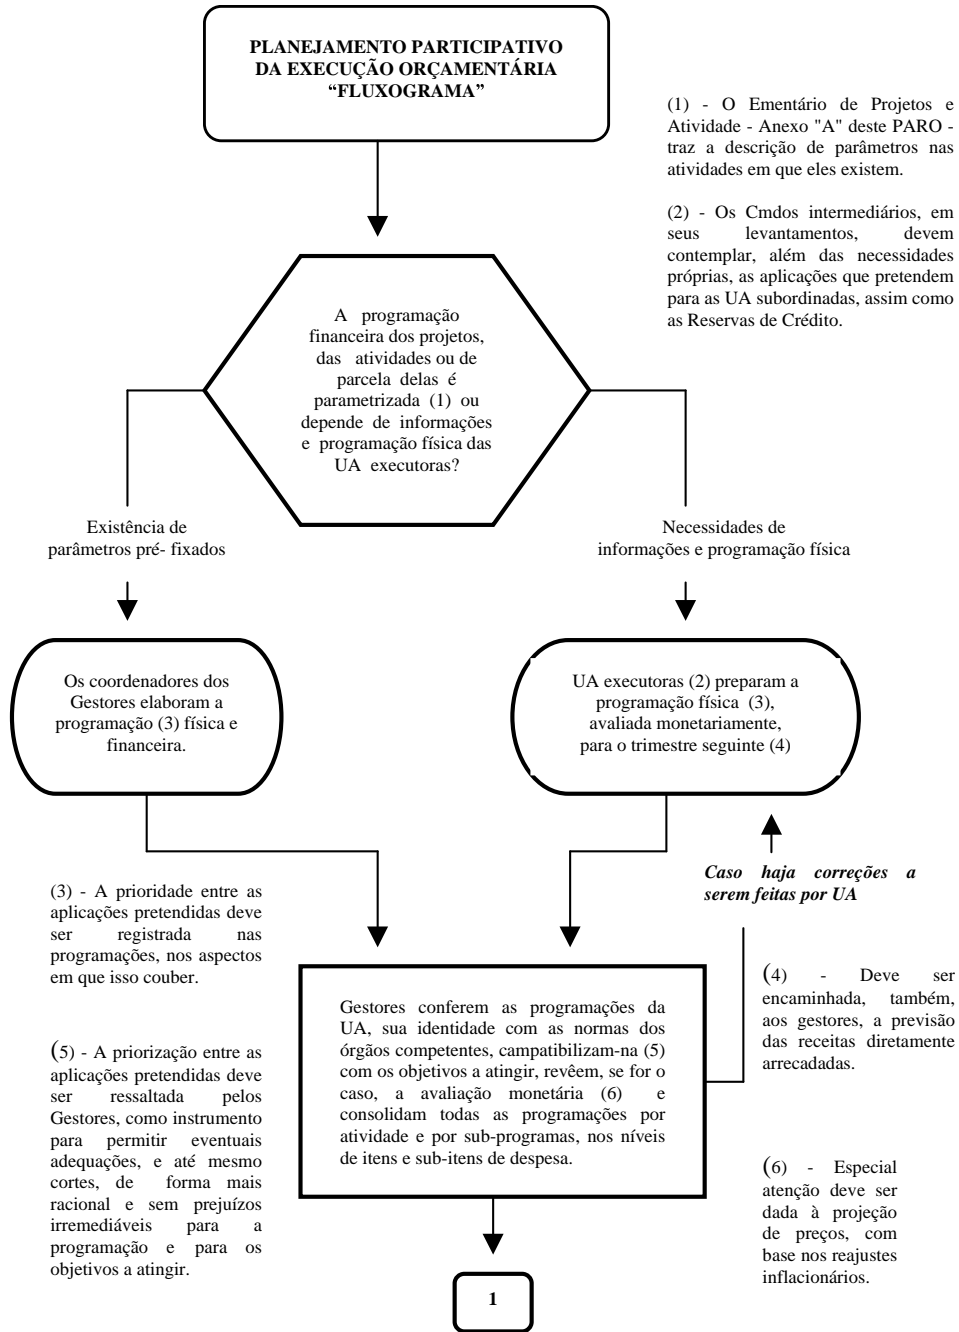 PLANEJAMENTO PARTICIPATIVO
DA EXECUÇÃO ORÇAMENTÁRIA
“FLUXOGRAMA”
(1) - O Ementário de Projetos e
Atividade - Anexo "A" deste PARO -
traz a descrição de parâmetros nas
atividades em que eles existem.
(2) - Os Cmdos intermediários, em
seus levantamentos, devem
contemplar, além das necessidades
próprias, as aplicações que pretendem
para as UA subordinadas, assim como
as Reservas de Crédito.
A programação
financeira dos projetos,
das atividades ou de
parcela delas é
parametrizada (1) ou
depende de informações
e programação física das
UA executoras?
Existência de
parâmetros pré- fixados
Necessidades de
informações e programação física
Os coordenadores dos
Gestores elaboram a
programação (3) física e
financeira.
UA executoras (2) preparam a
programação física (3),
avaliada monetariamente,
para o trimestre seguinte (4)
Caso haja correções a
serem feitas por UA
(3) - A prioridade entre as
aplicações pretendidas deve
ser registrada nas
programações, nos aspectos
em que isso couber.
(4) - Deve ser
encaminhada, também,
aos gestores, a previsão
das receitas diretamente
arrecadadas.
Gestores conferem as programações da
UA, sua identidade com as normas dos
órgãos competentes, campatibilizam-na (5)
com os objetivos a atingir, revêem, se for o
caso, a avaliação monetária (6) e
consolidam todas as programações por
atividade e por sub-programas, nos níveis
de itens e sub-itens de despesa.
(5) - A priorização entre as
aplicações pretendidas deve
ser ressaltada pelos
Gestores, como instrumento
para permitir eventuais
adequações, e até mesmo
cortes, de forma mais
racional e sem prejuízos
irremediáveis para a
programação e para os
objetivos a atingir.
(6) - Especial
atenção deve ser
dada à projeção
de preços, com
base nos reajustes
inflacionários.
1